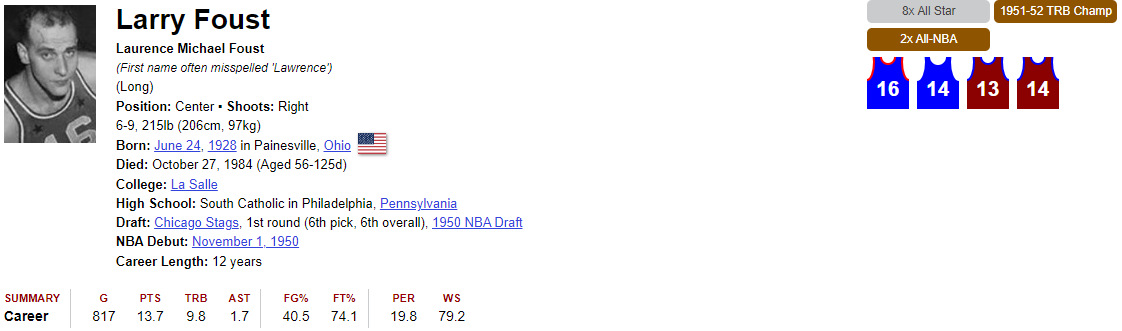 Larry Foust
Laurence Michael Foust
(First name often misspelled 'Lawrence')
(Long)
Position: Center ▪ Shoots: Right
6-9, 215lb (206cm, 97kg)
Born: June 24, 1928 in Painesville, Ohio
Died: October 27, 1984 (Aged 56-125d)
College: La Salle
High School: South Catholic in Philadelphia, Pennsylvania
Draft: Chicago Stags, 1st round (6th pick, 6th overall), 1950 NBA Draft
NBA Debut: November 1, 1950
Career Length: 12 years
8x All Star 1951-52 TRB Champ
2x All-NBA
16 14 13 14
SUMMARY G PTS TRB AST FG% FT% PER WS
Career 817 13.7 9.8 1.7 40.5 74.1 19.8 79.2